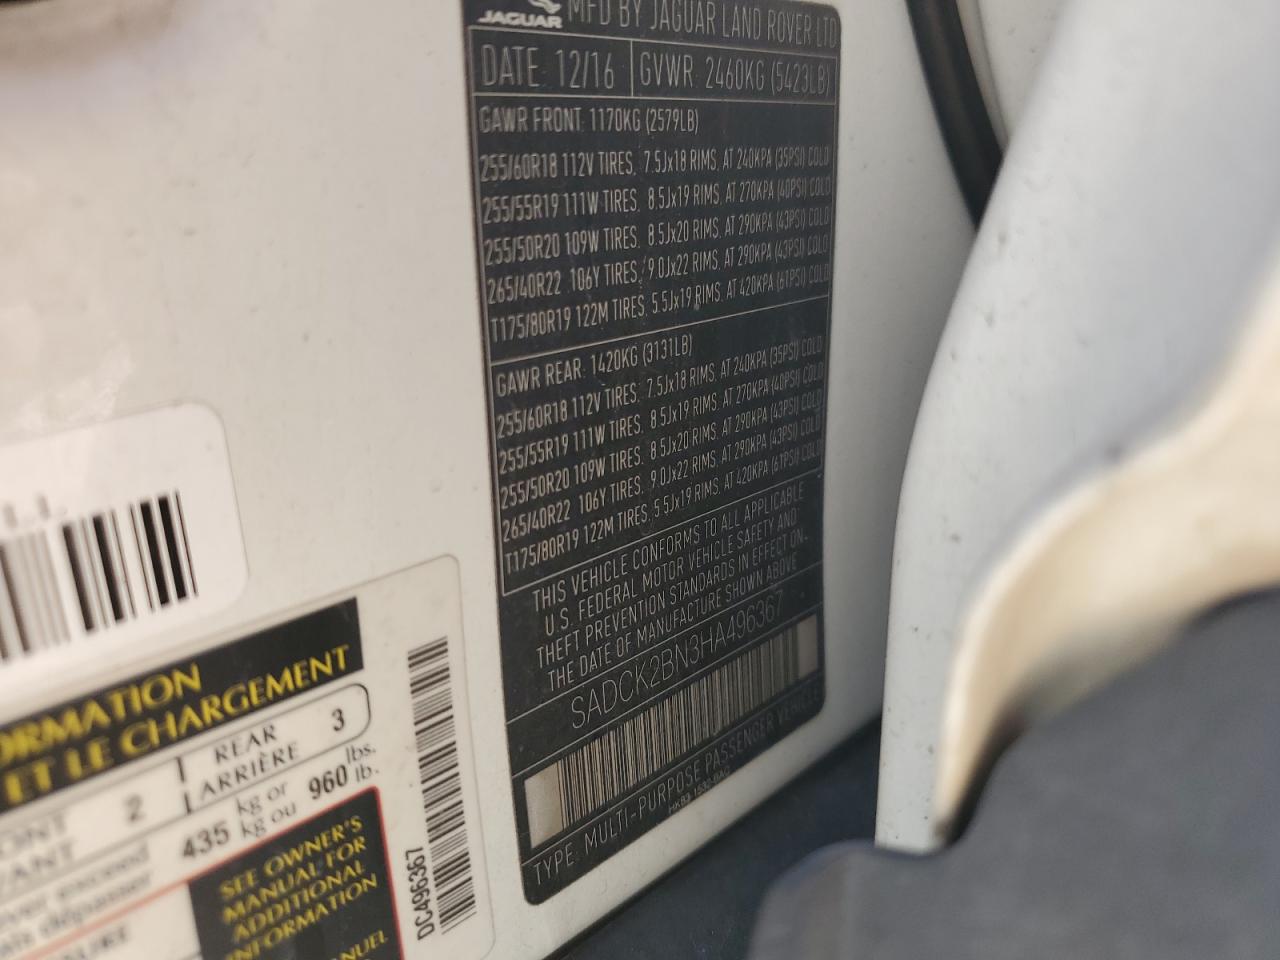 JAGUAR MFD BY JAGUAR LAND ROVER LTD
DATE: 12/16 GVWR: 2460KG (5423LB)
GAWR FRONT: 1170KG (2579LB)
255/60R18 112V TIRES, 7.5Jx18 RIMS, AT 240KPA (35PSI) COLD
255/55R19 111W TIRES, 8.5Jx19 RIMS, AT 270KPA (40PSI) COLD
255/50R20 109W TIRES, 8.5Jx20 RIMS, AT 290KPA (43PSI) COLD
265/40R22 106Y TIRES, 9.0Jx22 RIMS, AT 290KPA (43PSI) COLD
T175/80R19 122M TIRES, 5.5Jx19 RIMS, AT 420KPA (61PSI) COLD
GAWR REAR: 1420KG (3131LB)
255/60R18 112V TIRES, 7.5Jx18 RIMS, AT 240KPA (35PSI) COLD
255/55R19 111W TIRES, 8.5Jx19 RIMS, AT 270KPA (40PSI) COLD
255/50R20 109W TIRES, 8.5Jx20 RIMS, AT 290KPA (43PSI) COLD
265/40R22 106Y TIRES, 9.0Jx22 RIMS, AT 290KPA (43PSI) COLD
T175/80R19 122M TIRES, 5.5Jx19 RIMS, AT 420KPA (61PSI) COLD
THIS VEHICLE CONFORMS TO ALL APPLICABLE
U.S. FEDERAL MOTOR VEHICLE SAFETY AND
THEFT PREVENTION STANDARDS IN EFFECT ON
THE DATE OF MANUFACTURE SHOWN ABOVE
SADCK2BN3HA496367
TYPE: MULTI-PURPOSE PASSENGER VEHICLE
ORMATION
ET LE CHARGEMENT
ONT 2 REAR 3
VANT ARRIÈRE
ver exceed 435 kg or 960 lbs.
ais dépasser kg ou lb.
SEE OWNER'S
MANUAL FOR
ADDITIONAL
INFORMATION
NUEL
DC496367